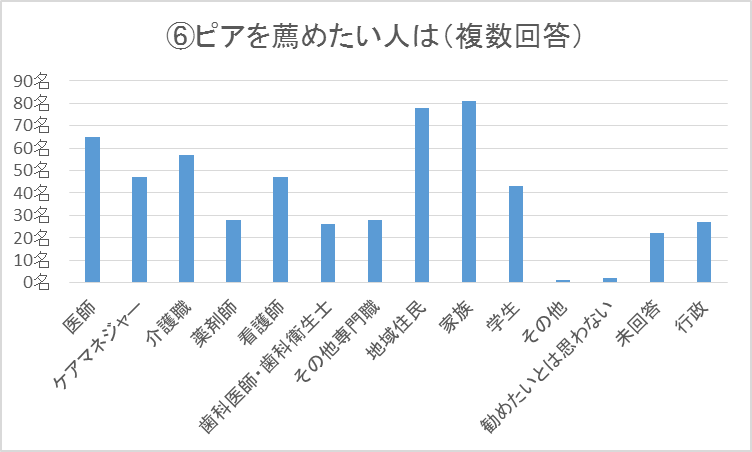 ⑥ピアを薦めたい人は（複数回答）
90名
80名
70名
60名
50名
40名
30名
20名
10名
0名
医師
ケアマネジャー
介護職
薬剤師
看護師
歯科医師・歯科衛生士
その他専門職
地域住民
家族
学生
その他
勧めたいとは思わない
未回答
行政